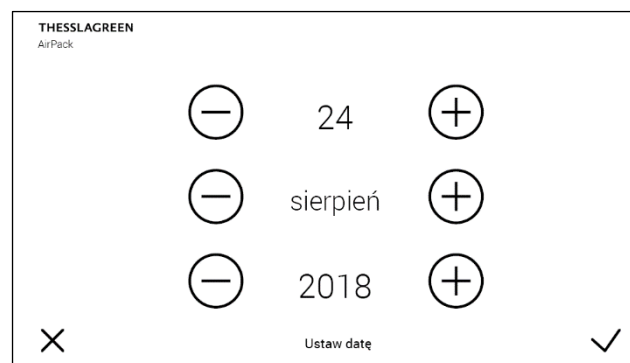 THESSLAGREEN
AirPack
24
sierpień
2018
Ustaw datę